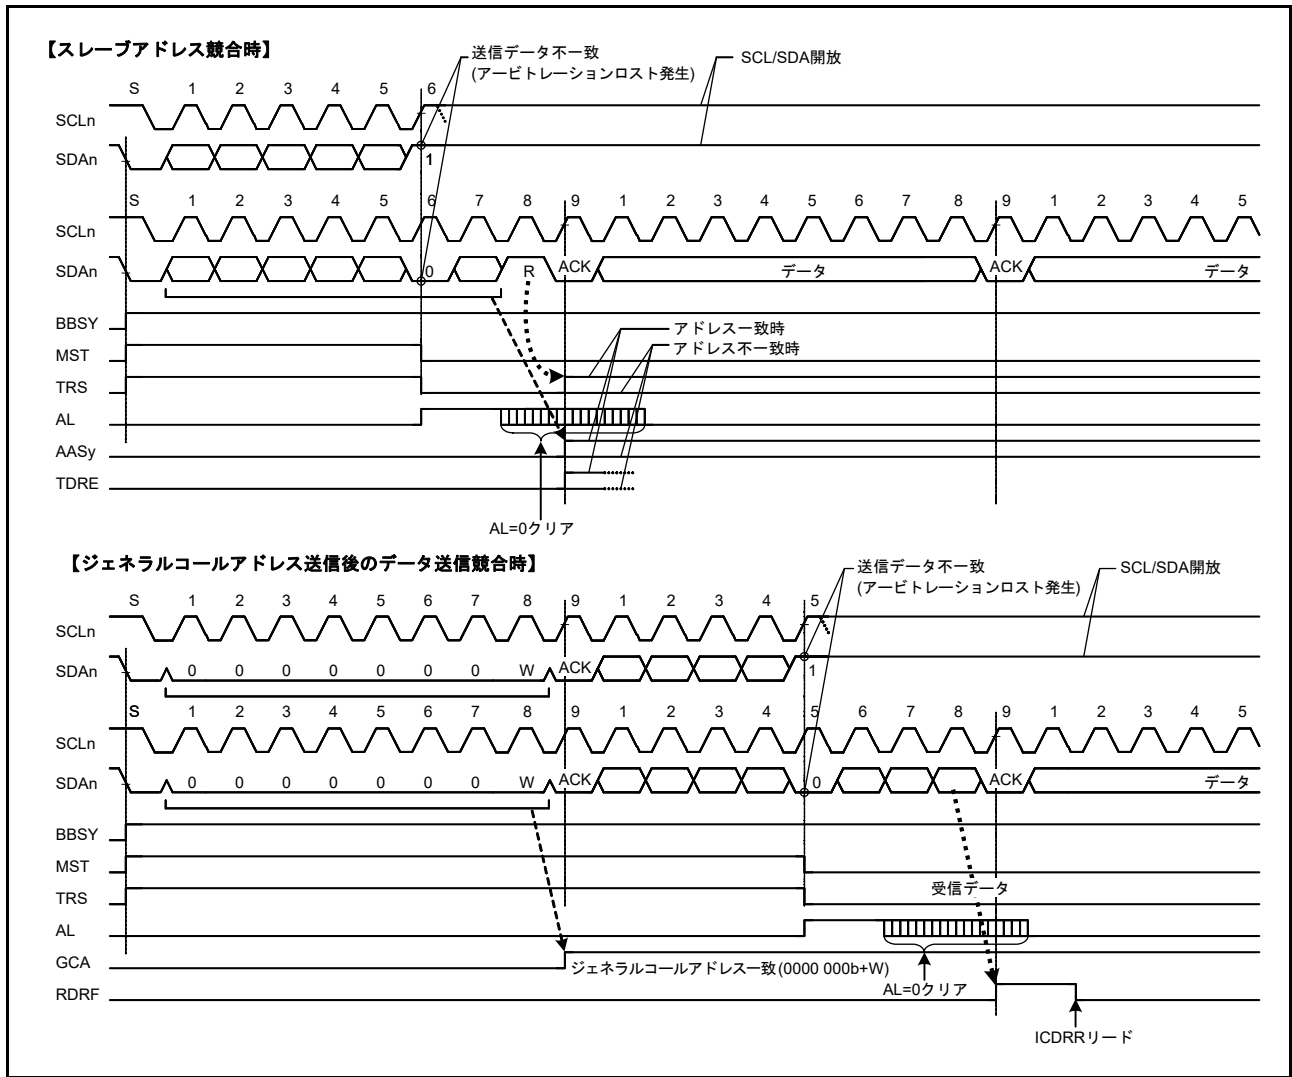 【スレーブアドレス競合時】
送信データ不一致
(アービトレーションロスト発生)
SCL/SDA開放
S 1 2 3 4 5 6
SCLn
SDAn 1
S 1 2 3 4 5 6 7 8 9 1 2 3 4 5 6 7 8 9 1 2 3 4 5
SCLn
SDAn 0 R ACK データ ACK データ
BBSY
アドレス一致時
MST
アドレス不一致時
TRS
AL
AASy
TDRE
AL=0クリア
【ジェネラルコールアドレス送信後のデータ送信競合時】
送信データ不一致
(アービトレーションロスト発生)
SCL/SDA開放
S 1 2 3 4 5 6 7 8 9 1 2 3 4 5
SCLn
SDAn 0 0 0 0 0 0 0 W ACK 1
S 1 2 3 4 5 6 7 8 9 1 2 3 4 5 6 7 8 9 1 2 3 4 5
SCLn
SDAn 0 0 0 0 0 0 0 W ACK 0 ACK データ
BBSY
MST
TRS 受信データ
AL
GCA ジェネラルコールアドレス一致(0000 000b+W)
AL=0クリア
RDRF
ICDRRリード